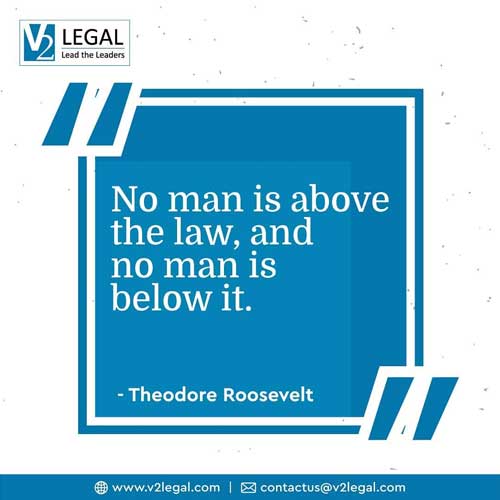 V2 LEGAL
Lead the Leaders
No man is above
the law, and
no man is
below it.
- Theodore Roosevelt
www.v2legal.com | contactus@v2legal.com